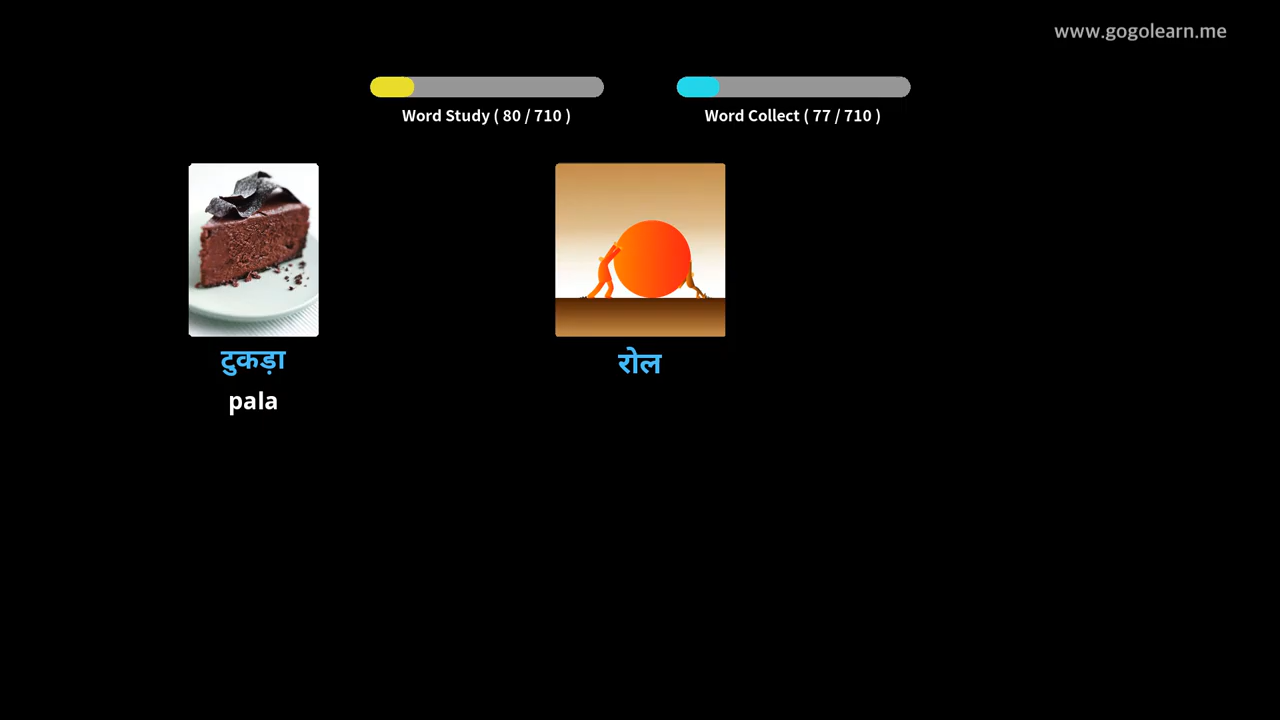 www.gogolearn.me
Word Study ( 80 / 710 )
Word Collect ( 77 / 710 )
टुकड़ा
pala
रोल